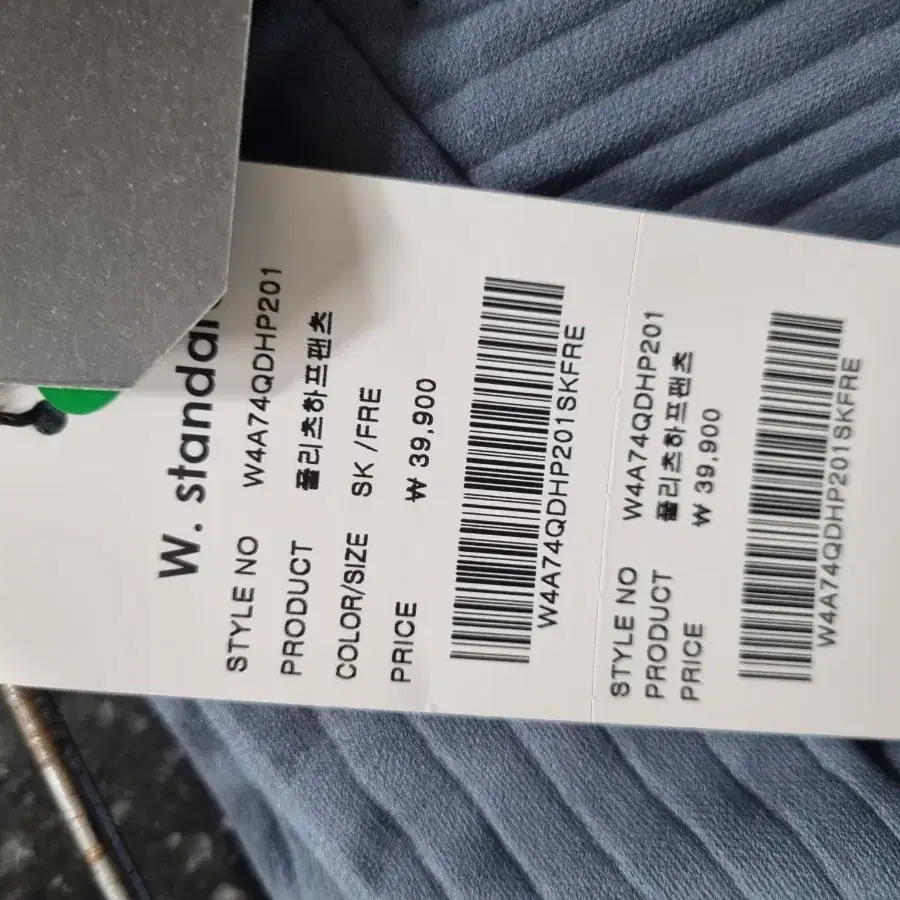 W. standar
STYLE NO W4A74QDHP201
PRODUCT 플리츠하프팬츠
COLOR/SIZE SK /FRE
PRICE ₩ 39,900
W4A74QDHP201SKFRE
STYLE NO W4A74QDHP201
PRODUCT 플리츠하프팬츠
PRICE ₩ 39,900
W4A74QDHP201SKFRE